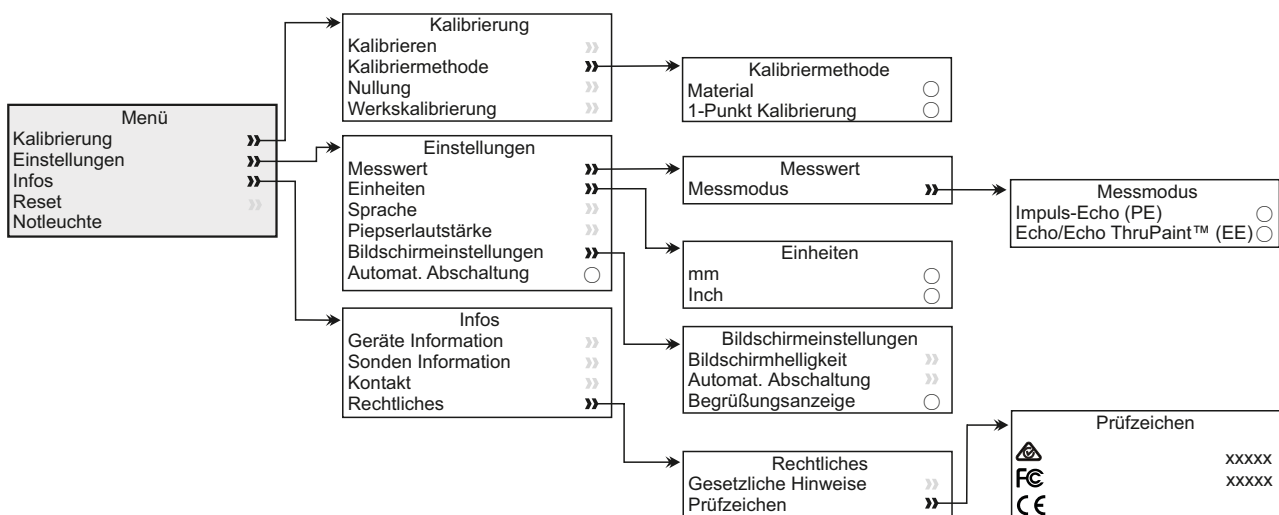 Menü
Kalibrierung
Einstellungen
Infos
Reset
Notleuchte
Kalibrierung
Kalibrieren
Kalibriermethode
Nullung
Werkskalibrierung
Einstellungen
Messwert
Einheiten
Sprache
Piepserlautstärke
Bildschirmeinstellungen
Automat. Abschaltung
Infos
Geräte Information
Sonden Information
Kontakt
Rechtliches
Kalibriermethode
Material
1-Punkt Kalibrierung
Messwert
Messmodus
Einheiten
mm
Inch
Bildschirmeinstellungen
Bildschirmhelligkeit
Automat. Abschaltung
Begrüßungsanzeige
Rechtliches
Gesetzliche Hinweise
Prüfzeichen
Messmodus
Impuls-Echo (PE)
Echo/Echo ThruPaint™ (EE)
Prüfzeichen
xxxxx
FC xxxxx
CE